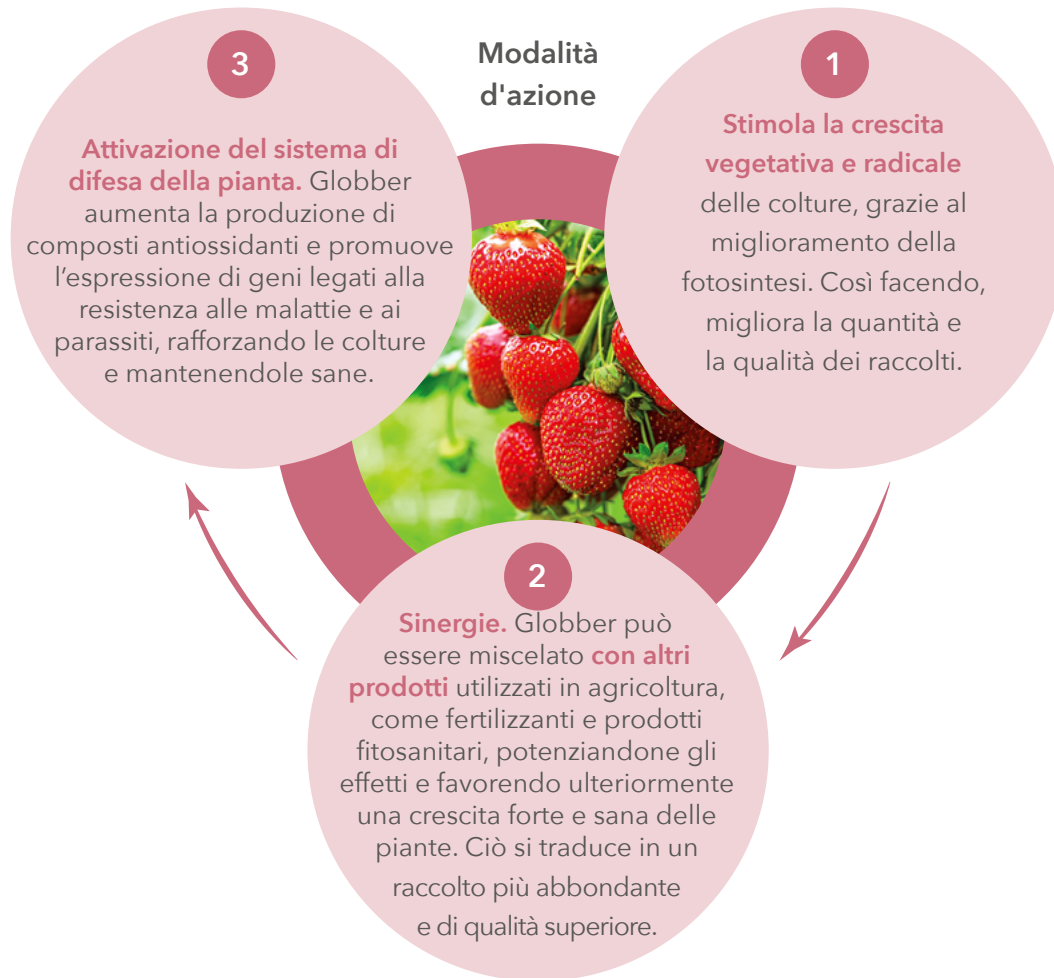 Modalità
d'azione
1
Stimola la crescita
vegetativa e radicale
delle colture, grazie al
miglioramento della
fotosintesi. Così facendo,
migliora la quantità e
la qualità dei raccolti.
2
Sinergie. Globber può
essere miscelato con altri
prodotti utilizzati in agricoltura,
come fertilizzanti e prodotti
fitosanitari, potenziandone gli
effetti e favorendo ulteriormente
una crescita forte e sana delle
piante. Ciò si traduce in un
raccolto più abbondante
e di qualità superiore.
3
Attivazione del sistema di
difesa della pianta. Globber
aumenta la produzione di
composti antiossidanti e promuove
l’espressione di geni legati alla
resistenza alle malattie e ai
parassiti, rafforzando le colture
e mantenendole sane.